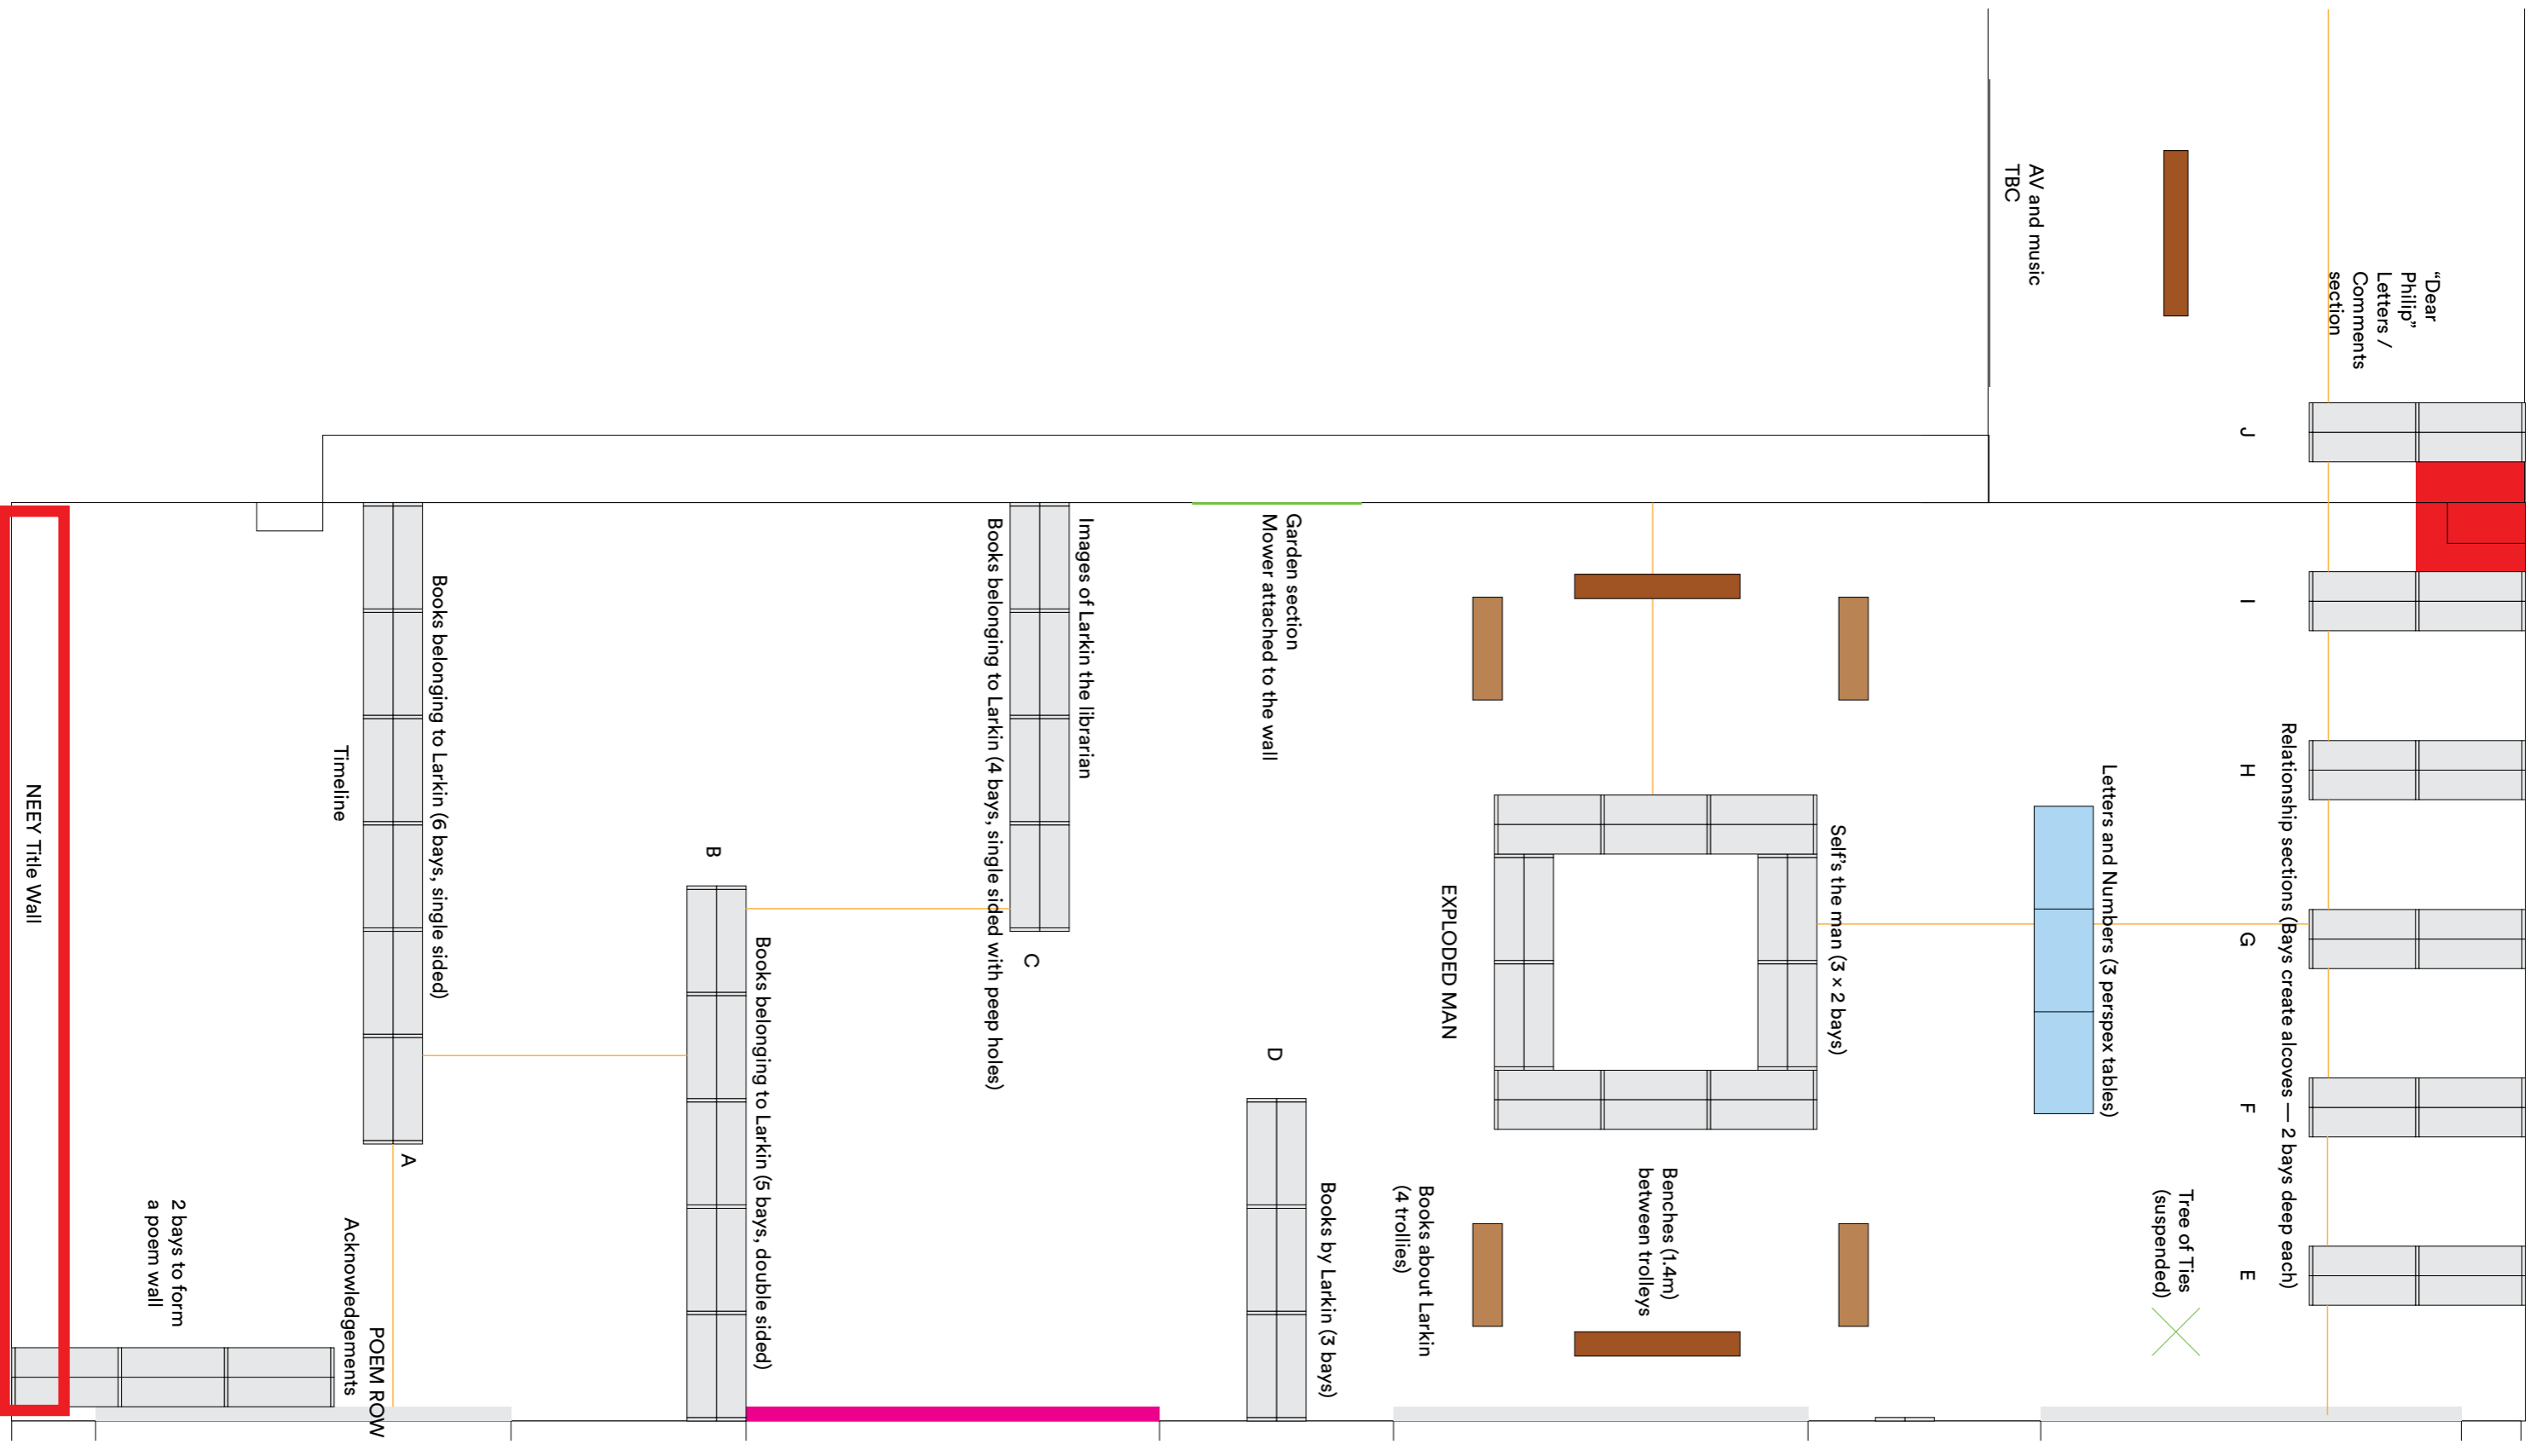 NEEY Title Wall
2 bays to form
a poem wall
Timeline
Acknowledgements
POEM ROW
A
Books belonging to Larkin (6 bays, single sided)
B
Books belonging to Larkin (5 bays, double sided)
Books belonging to Larkin (4 bays, single sided with peep holes)
C
Images of Larkin the librarian
Garden section
Mower attached to the wall
D
Books by Larkin (3 bays)
Books about Larkin
(4 trollies)
EXPLODED MAN
Benches (1.4m)
between trolleys
Self's the man (3 × 2 bays)
AV and music
TBC
Letters and Numbers (3 perspex tables)
Tree of Ties
(suspended)
J
I
H
G
F
E
Relationship sections (Bays create alcoves — 2 bays deep each)
“Dear
Philip”
Letters /
Comments
section